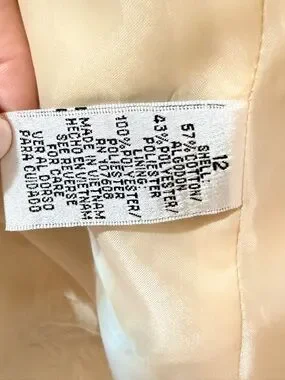 12
SHELL:
57% COTTON/
ALGODON
43% POLYESTER/
POLIESTER
LINING:
100% POLYESTER/
POLIESTER
RN 107608
MADE IN VIETNAM
HECHO EN VIETNAM
SEE REVERSE
FOR CARE
VER AL DORSO
PARA CUIDADO